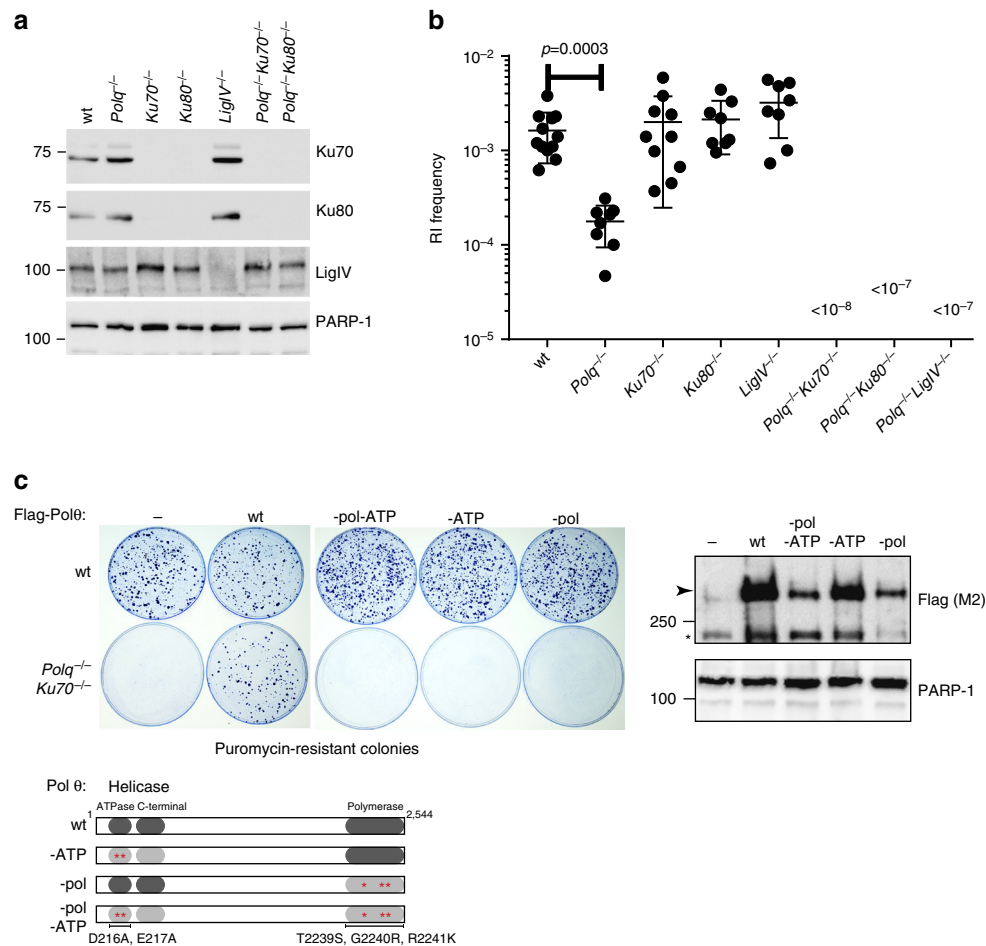 a
wt
Polq–/–
Ku70–/–
Ku80–/–
LigIV–/–
Polq–/–Ku70–/–
Polq–/–Ku80–/–
75
Ku70
75
Ku80
100
LigIV
100
PARP-1
b
p=0.0003
RI frequency
10–2
10–3
10–4
10–5
<10–8
<10–7
<10–7
wt
Polq–/–
Ku70–/–
Ku80–/–
LigIV–/–
Polq–/–Ku70–/–
Polq–/–Ku80–/–
Polq–/–LigIV–/–
c
Flag-Polθ:
–
wt
-pol-ATP
-ATP
-pol
wt
Polq–/–
Ku70–/–
Puromycin-resistant colonies
–
wt
-pol
-ATP
-ATP
-pol
250
*
Flag (M2)
100
PARP-1
Pol θ:
Helicase
ATPase C-terminal
Polymerase
1
2,544
wt
-ATP
**
-pol
* **
-pol
-ATP
** * **
D216A, E217A
T2239S, G2240R, R2241K